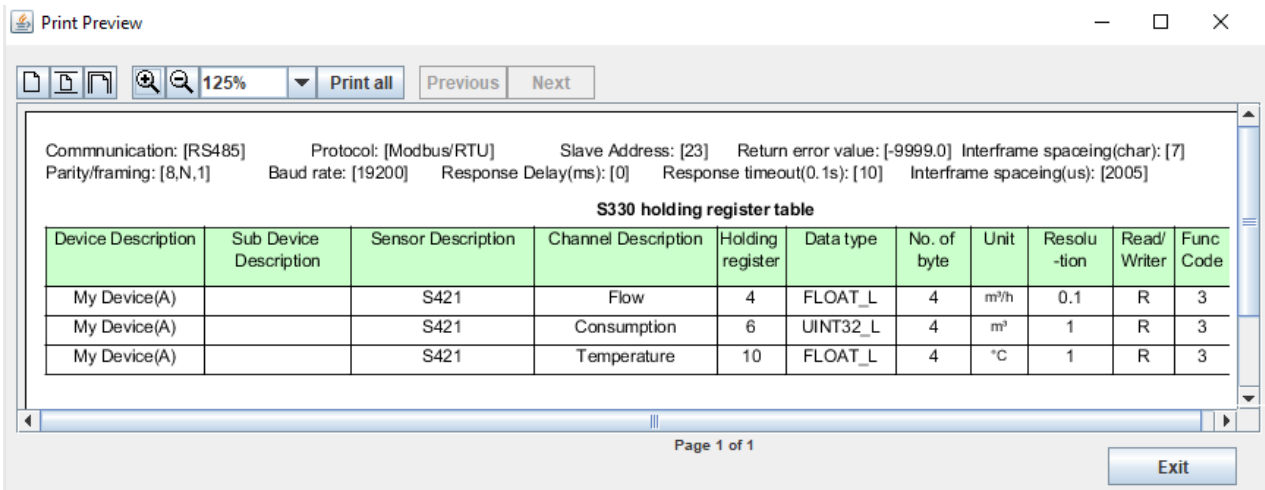 Print Preview
125% Print all Previous Next
Commnunication: [RS485] Protocol: [Modbus/RTU] Slave Address: [23] Return error value: [-9999.0] Interframe spaceing(char): [7]
Parity/framing: [8,N,1] Baud rate: [19200] Response Delay(ms): [0] Response timeout(0.1s): [10] Interframe spaceing(us): [2005]
S330 holding register table
Device Description Sub Device Sensor Description Channel Description Holding Data type No. of Unit Resolu Read/ Func
Description register byte -tion Writer Code
My Device(A) S421 Flow 4 FLOAT_L 4 m³/h 0.1 R 3
My Device(A) S421 Consumption 6 UINT32_L 4 m³ 1 R 3
My Device(A) S421 Temperature 10 FLOAT_L 4 °C 1 R 3
Page 1 of 1
Exit